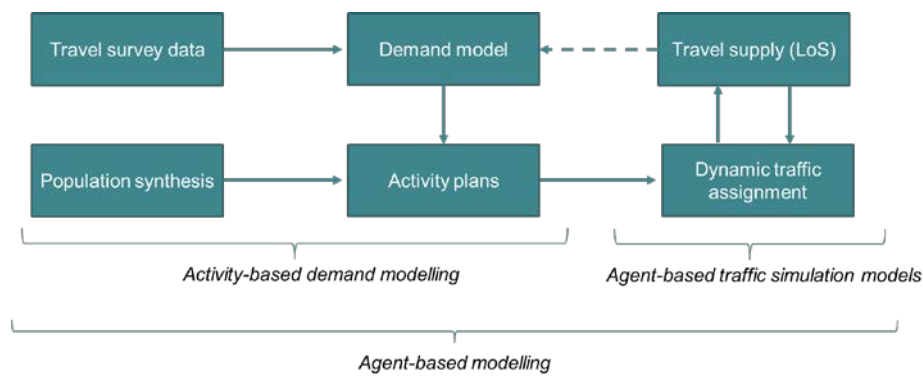 Travel survey data
Demand model
Travel supply (LoS)
Population synthesis
Activity plans
Dynamic traffic
assignment
Activity-based demand modelling
Agent-based traffic simulation models
Agent-based modelling